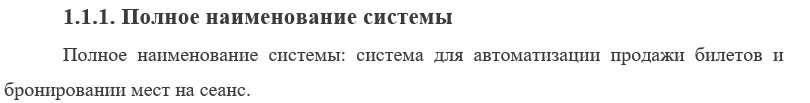 1.1.1. Полное наименование системы
Полное наименование системы: система для автоматизации продажи билетов и
бронировании мест на сеанс.